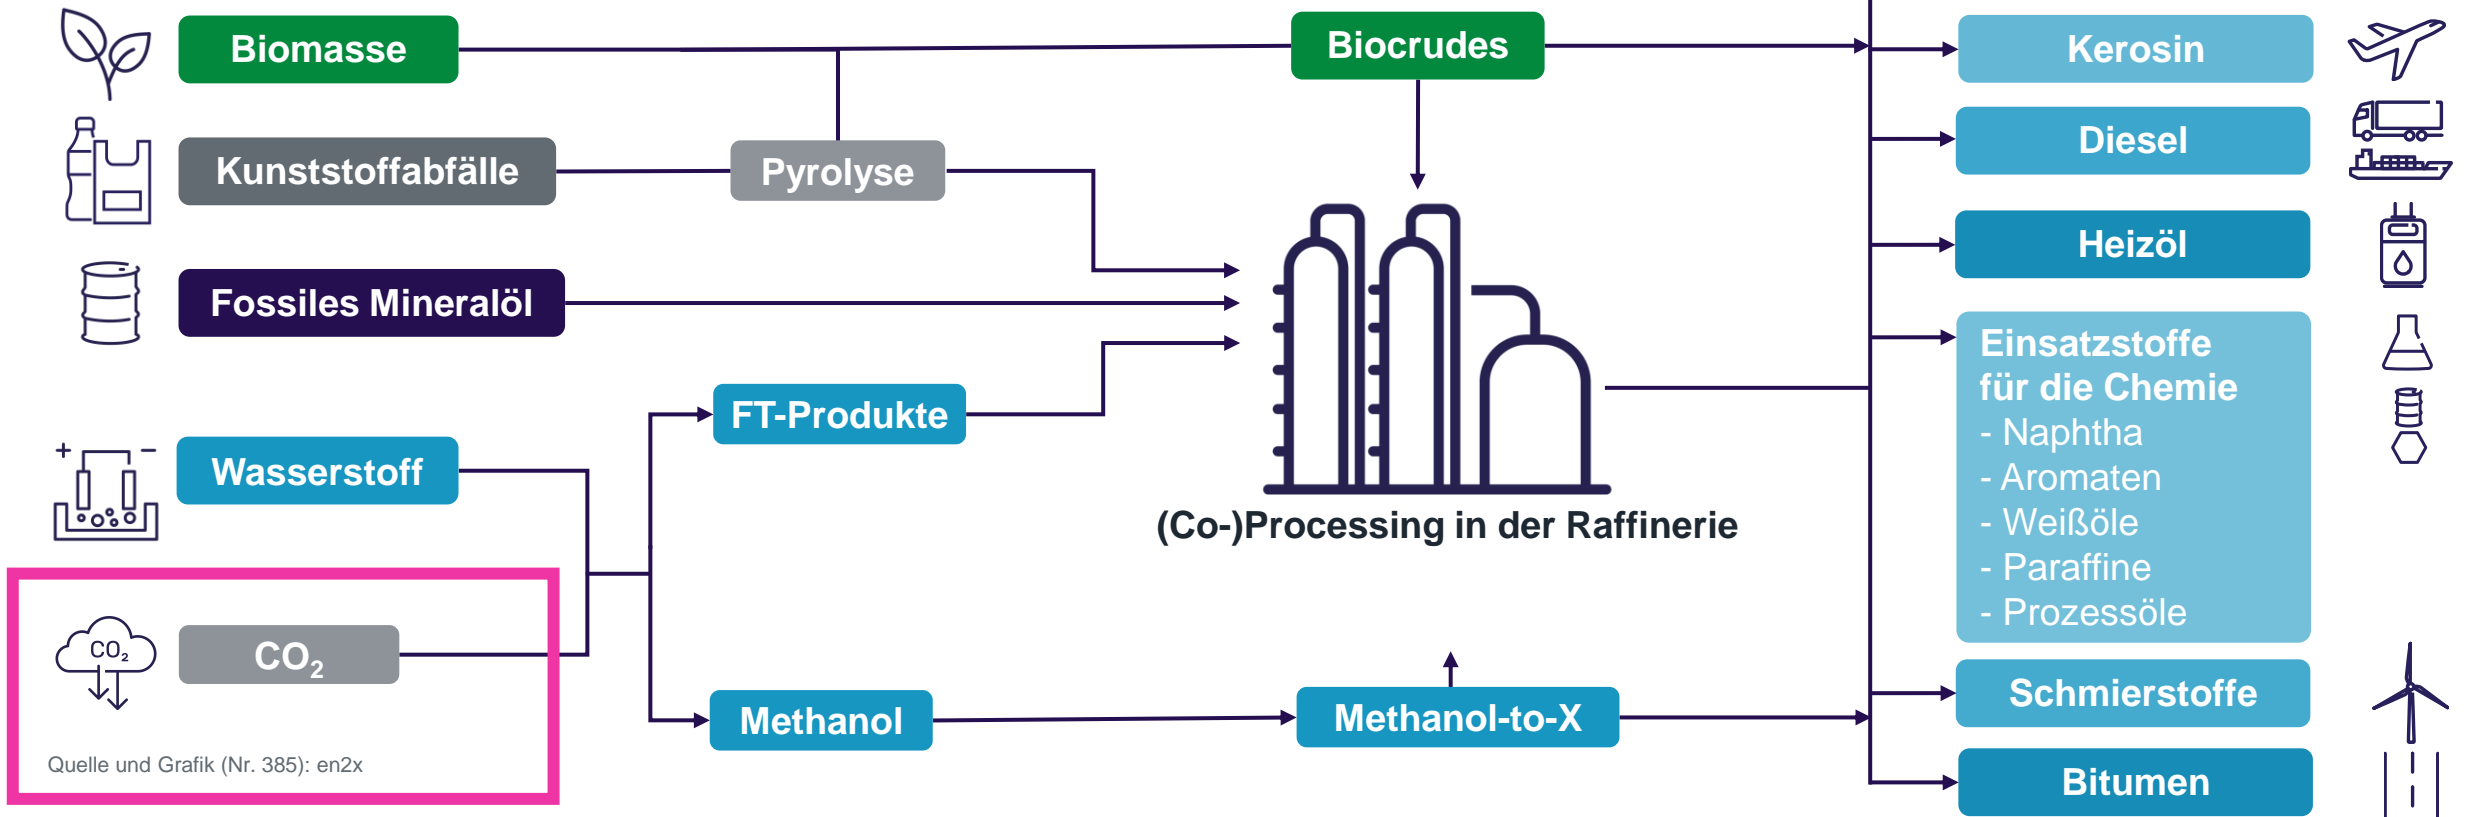 Biomasse
Biocrudes
Kerosin
Diesel
Kunststoffabfälle
Pyrolyse
Heizöl
Fossiles Mineralöl
Einsatzstoffe
für die Chemie
- Naphtha
- Aromaten
- Weißöle
- Paraffine
- Prozessöle
FT-Produkte
+ −
Wasserstoff
(Co-)Processing in der Raffinerie
CO₂
CO₂
Schmierstoffe
Methanol
Methanol-to-X
Quelle und Grafik (Nr. 385): en2x
Bitumen